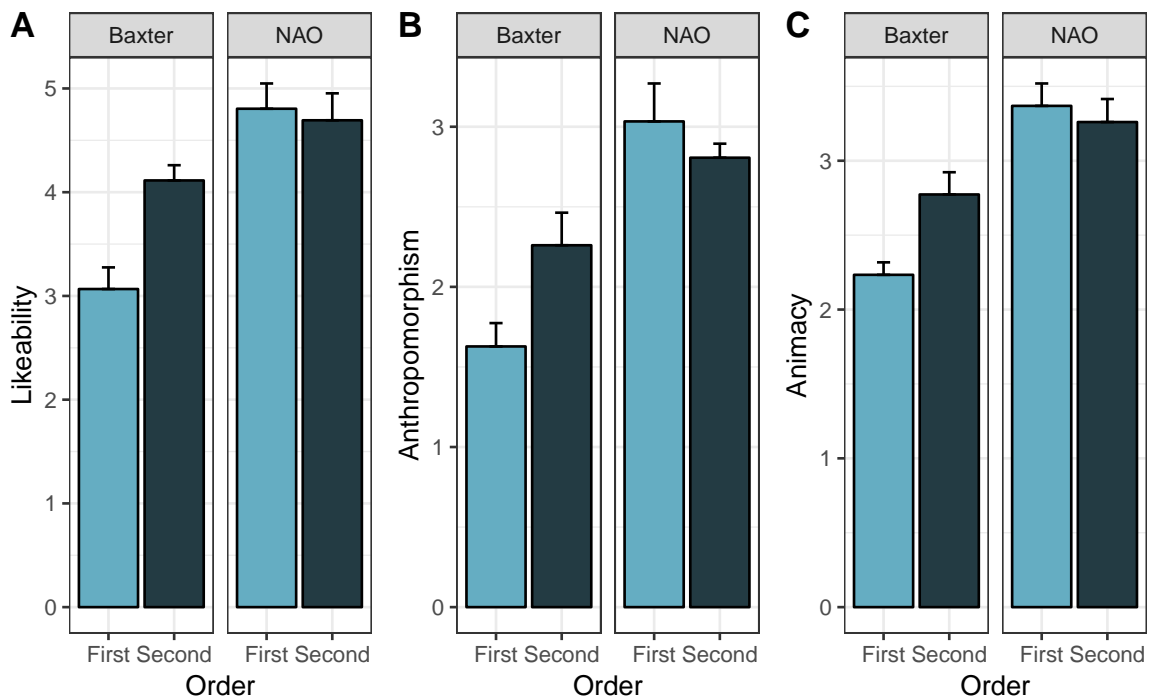 A
Baxter
NAO
Likeability
5
4
3
2
1
0
First Second
First Second
Order
B
Baxter
NAO
Anthropomorphism
3
2
1
0
First Second
First Second
Order
C
Baxter
NAO
Animacy
3
2
1
0
First Second
First Second
Order